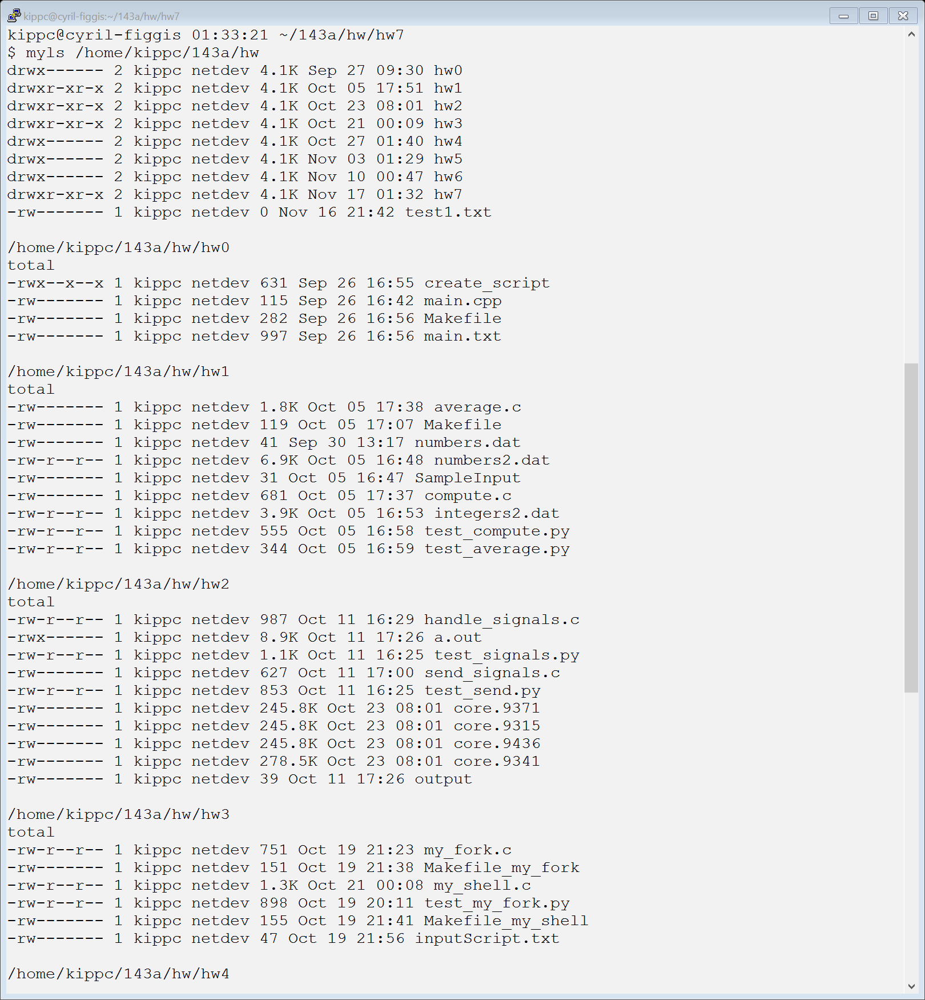 kippc@cyril-figgis:~/143a/hw/hw7
kippc@cyril-figgis 01:33:21 ~/143a/hw/hw7
$ myls /home/kippc/143a/hw
drwx------ 2 kippc netdev 4.1K Sep 27 09:30 hw0
drwxr-xr-x 2 kippc netdev 4.1K Oct 05 17:51 hw1
drwxr-xr-x 2 kippc netdev 4.1K Oct 23 08:01 hw2
drwxr-xr-x 2 kippc netdev 4.1K Oct 21 00:09 hw3
drwx------ 2 kippc netdev 4.1K Oct 27 01:40 hw4
drwx------ 2 kippc netdev 4.1K Nov 03 01:29 hw5
drwx------ 2 kippc netdev 4.1K Nov 10 00:47 hw6
drwxr-xr-x 2 kippc netdev 4.1K Nov 17 01:32 hw7
-rw------- 1 kippc netdev 0 Nov 16 21:42 test1.txt

/home/kippc/143a/hw/hw0
total
-rwx--x--x 1 kippc netdev 631 Sep 26 16:55 create_script
-rw------- 1 kippc netdev 115 Sep 26 16:42 main.cpp
-rw------- 1 kippc netdev 282 Sep 26 16:56 Makefile
-rw------- 1 kippc netdev 997 Sep 26 16:56 main.txt

/home/kippc/143a/hw/hw1
total
-rw------- 1 kippc netdev 1.8K Oct 05 17:38 average.c
-rw------- 1 kippc netdev 119 Oct 05 17:07 Makefile
-rw------- 1 kippc netdev 41 Sep 30 13:17 numbers.dat
-rw-r--r-- 1 kippc netdev 6.9K Oct 05 16:48 numbers2.dat
-rw------- 1 kippc netdev 31 Oct 05 16:47 SampleInput
-rw------- 1 kippc netdev 681 Oct 05 17:37 compute.c
-rw-r--r-- 1 kippc netdev 3.9K Oct 05 16:53 integers2.dat
-rw-r--r-- 1 kippc netdev 555 Oct 05 16:58 test_compute.py
-rw-r--r-- 1 kippc netdev 344 Oct 05 16:59 test_average.py

/home/kippc/143a/hw/hw2
total
-rw-r--r-- 1 kippc netdev 987 Oct 11 16:29 handle_signals.c
-rwx------ 1 kippc netdev 8.9K Oct 11 17:26 a.out
-rw-r--r-- 1 kippc netdev 1.1K Oct 11 16:25 test_signals.py
-rw------- 1 kippc netdev 627 Oct 11 17:00 send_signals.c
-rw-r--r-- 1 kippc netdev 853 Oct 11 16:25 test_send.py
-rw------- 1 kippc netdev 245.8K Oct 23 08:01 core.9371
-rw------- 1 kippc netdev 245.8K Oct 23 08:01 core.9315
-rw------- 1 kippc netdev 245.8K Oct 23 08:01 core.9436
-rw------- 1 kippc netdev 278.5K Oct 23 08:01 core.9341
-rw------- 1 kippc netdev 39 Oct 11 17:26 output

/home/kippc/143a/hw/hw3
total
-rw-r--r-- 1 kippc netdev 751 Oct 19 21:23 my_fork.c
-rw------- 1 kippc netdev 151 Oct 19 21:38 Makefile_my_fork
-rw-r--r-- 1 kippc netdev 1.3K Oct 21 00:08 my_shell.c
-rw-r--r-- 1 kippc netdev 898 Oct 19 20:11 test_my_fork.py
-rw------- 1 kippc netdev 155 Oct 19 21:41 Makefile_my_shell
-rw------- 1 kippc netdev 47 Oct 19 21:56 inputScript.txt

/home/kippc/143a/hw/hw4